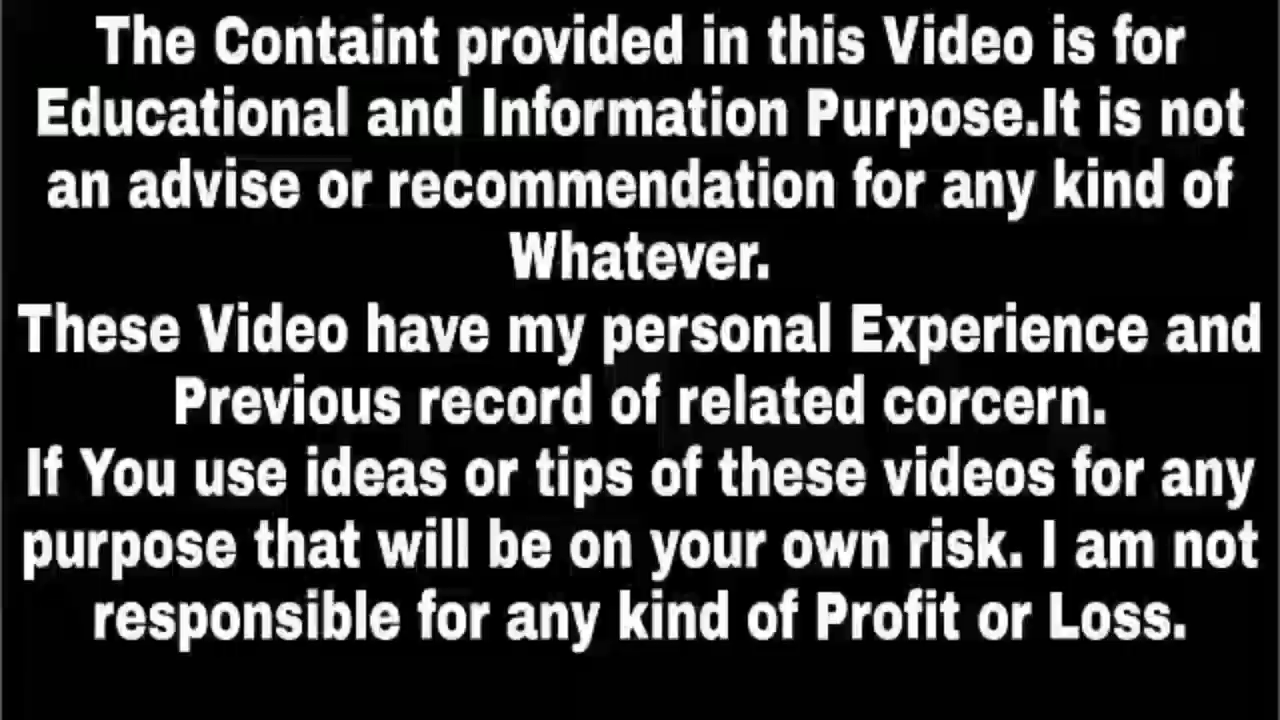 The Containt provided in this Video is for
Educational and Information Purpose.It is not
an advise or recommendation for any kind of
Whatever.
These Video have my personal Experience and
Previous record of related corcern.
If You use ideas or tips of these videos for any
purpose that will be on your own risk. I am not
responsible for any kind of Profit or Loss.